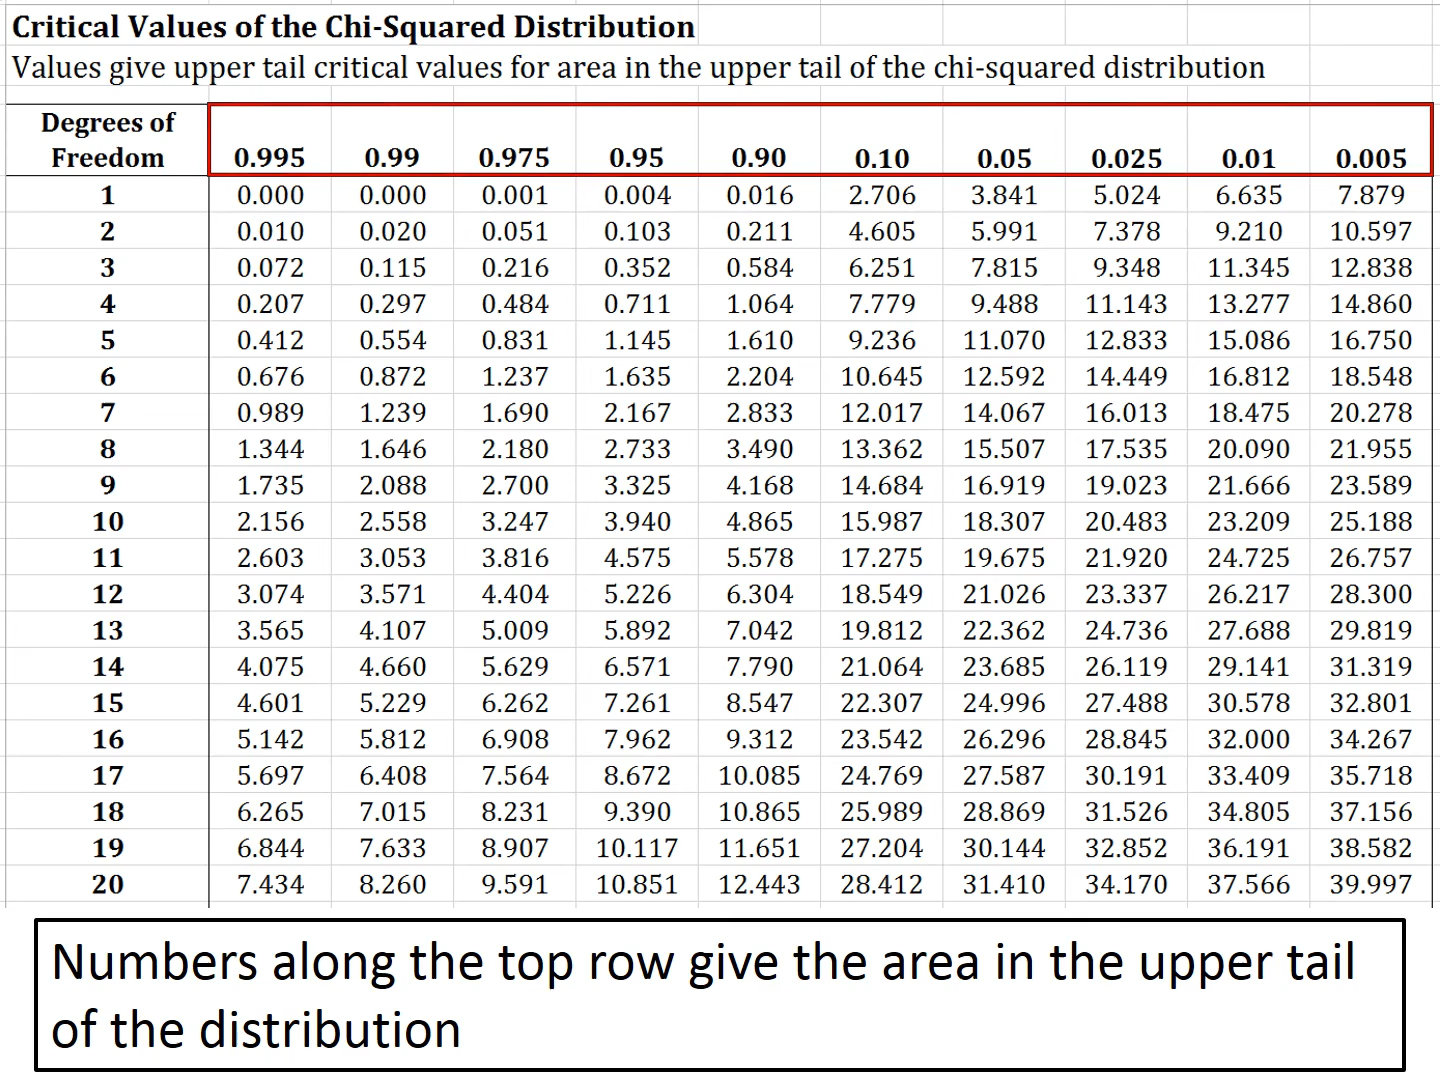 Critical Values of the Chi-Squared Distribution
Values give upper tail critical values for area in the upper tail of the chi-squared distribution
Degrees of
Freedom 0.995 0.99 0.975 0.95 0.90 0.10 0.05 0.025 0.01 0.005
1 0.000 0.000 0.001 0.004 0.016 2.706 3.841 5.024 6.635 7.879
2 0.010 0.020 0.051 0.103 0.211 4.605 5.991 7.378 9.210 10.597
3 0.072 0.115 0.216 0.352 0.584 6.251 7.815 9.348 11.345 12.838
4 0.207 0.297 0.484 0.711 1.064 7.779 9.488 11.143 13.277 14.860
5 0.412 0.554 0.831 1.145 1.610 9.236 11.070 12.833 15.086 16.750
6 0.676 0.872 1.237 1.635 2.204 10.645 12.592 14.449 16.812 18.548
7 0.989 1.239 1.690 2.167 2.833 12.017 14.067 16.013 18.475 20.278
8 1.344 1.646 2.180 2.733 3.490 13.362 15.507 17.535 20.090 21.955
9 1.735 2.088 2.700 3.325 4.168 14.684 16.919 19.023 21.666 23.589
10 2.156 2.558 3.247 3.940 4.865 15.987 18.307 20.483 23.209 25.188
11 2.603 3.053 3.816 4.575 5.578 17.275 19.675 21.920 24.725 26.757
12 3.074 3.571 4.404 5.226 6.304 18.549 21.026 23.337 26.217 28.300
13 3.565 4.107 5.009 5.892 7.042 19.812 22.362 24.736 27.688 29.819
14 4.075 4.660 5.629 6.571 7.790 21.064 23.685 26.119 29.141 31.319
15 4.601 5.229 6.262 7.261 8.547 22.307 24.996 27.488 30.578 32.801
16 5.142 5.812 6.908 7.962 9.312 23.542 26.296 28.845 32.000 34.267
17 5.697 6.408 7.564 8.672 10.085 24.769 27.587 30.191 33.409 35.718
18 6.265 7.015 8.231 9.390 10.865 25.989 28.869 31.526 34.805 37.156
19 6.844 7.633 8.907 10.117 11.651 27.204 30.144 32.852 36.191 38.582
20 7.434 8.260 9.591 10.851 12.443 28.412 31.410 34.170 37.566 39.997
Numbers along the top row give the area in the upper tail
of the distribution